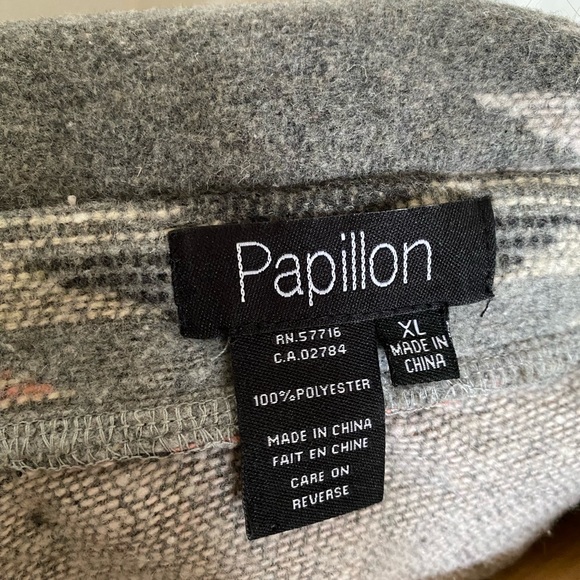 Papillon
RN.57716
C.A.02784
100%POLYESTER
MADE IN CHINA
FAIT EN CHINE
CARE ON
REVERSE
XL
MADE IN
CHINA